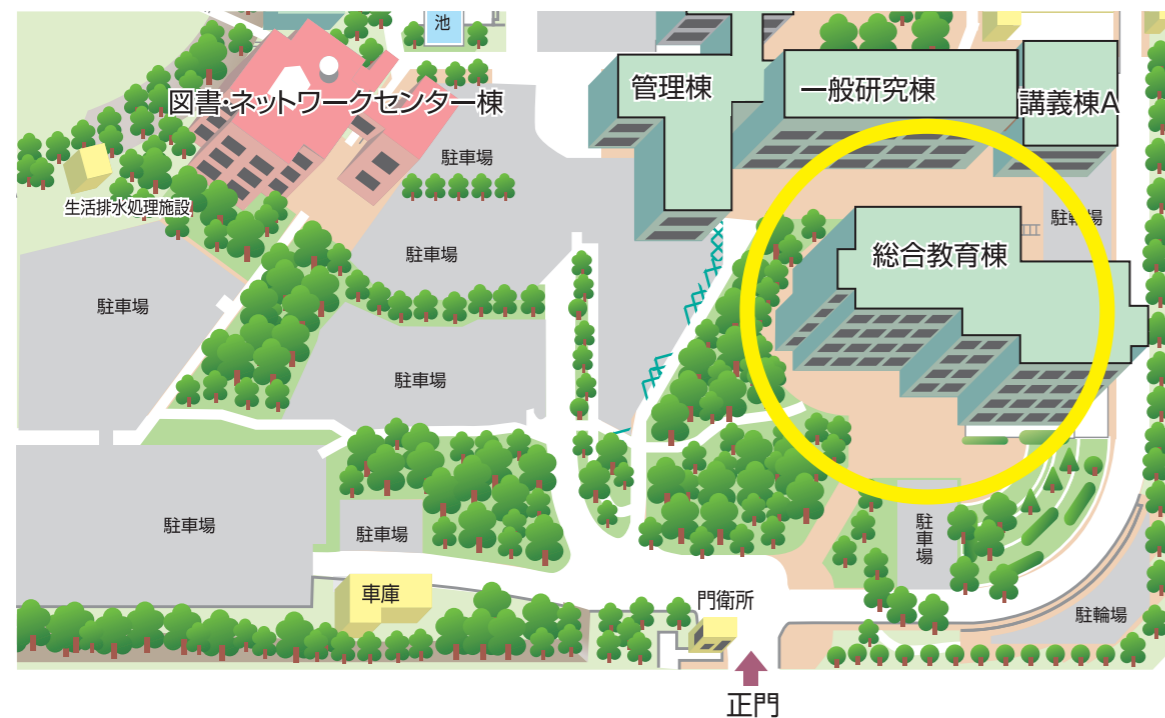 池
管理棟
一般研究棟
講義棟A
図書・ネットワークセンター棟
駐車場
生活排水処理施設
駐輪場
駐車場
総合教育棟
駐車場
駐車場
駐車場
駐車場
駐車場
車庫
門衛所
駐輪場
正門